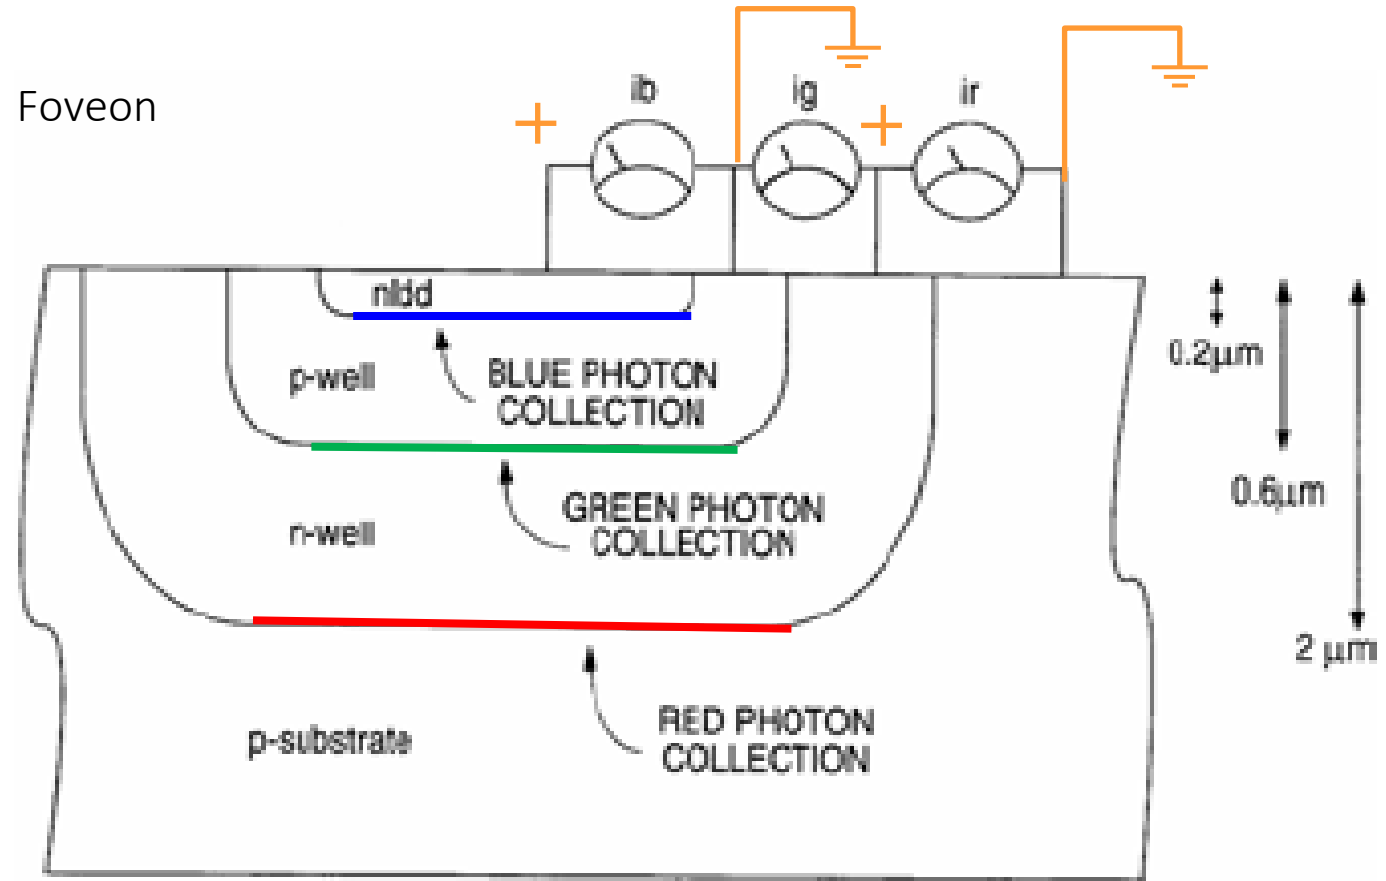 Foveon
+
ib
ig
+
ir
nldd
0.2μm
p-well
BLUE PHOTON
COLLECTION
0.6μm
n-well
GREEN PHOTON
COLLECTION
2 μm
p-substrate
RED PHOTON
COLLECTION